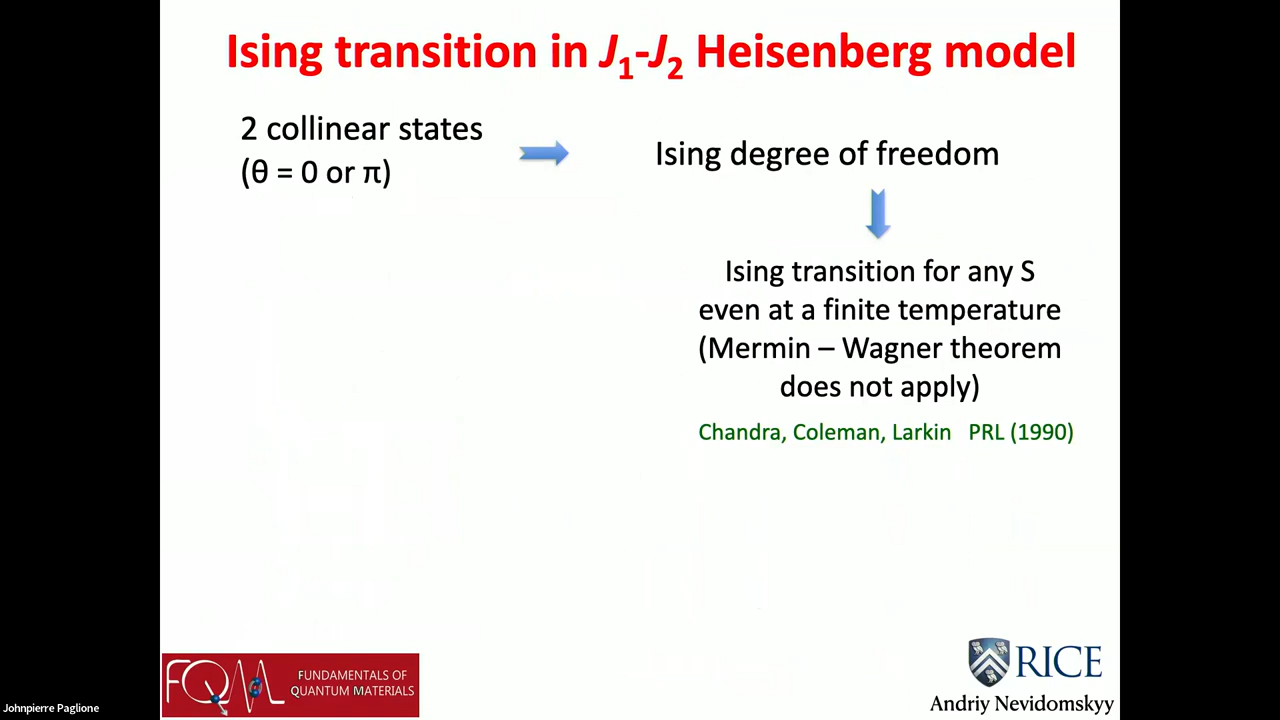 Ising transition in J1-J2 Heisenberg model
2 collinear states
(θ = 0 or π)
Ising degree of freedom
Ising transition for any S
even at a finite temperature
(Mermin – Wagner theorem
does not apply)
Chandra, Coleman, Larkin PRL (1990)
FQM
FUNDAMENTALS OF
QUANTUM MATERIALS
RICE
Andriy Nevidomskyy
Johnpierre Paglione